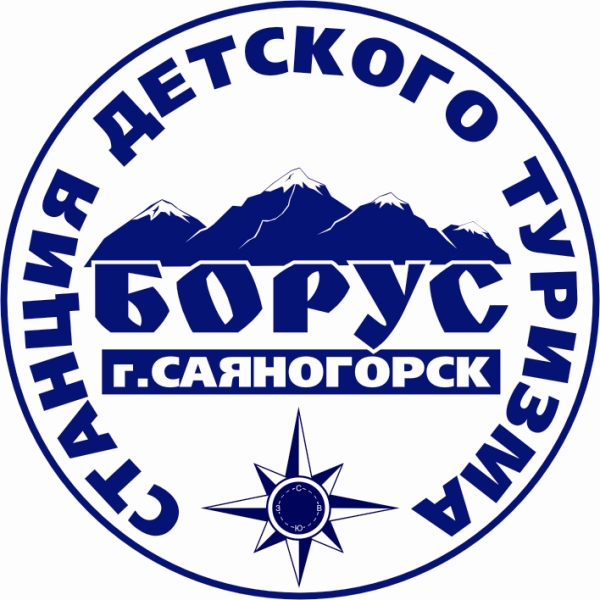 СТАНЦИЯ ДЕТСКОГО ТУРИЗМА
БОРУС
г.САЯНОГОРСК
С
З В
Ю